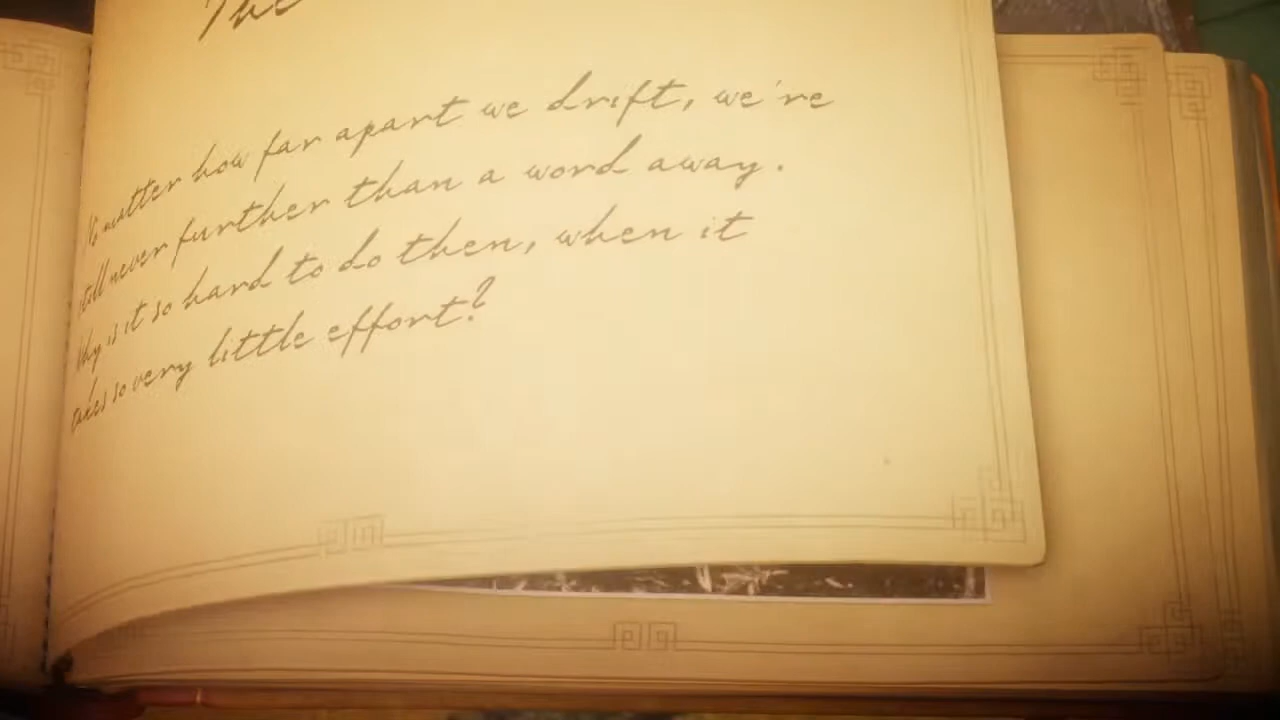 The
No matter how far apart we drift, we're
still never further than a word away.
Why is it so hard to do then, when it
takes so very little effort?